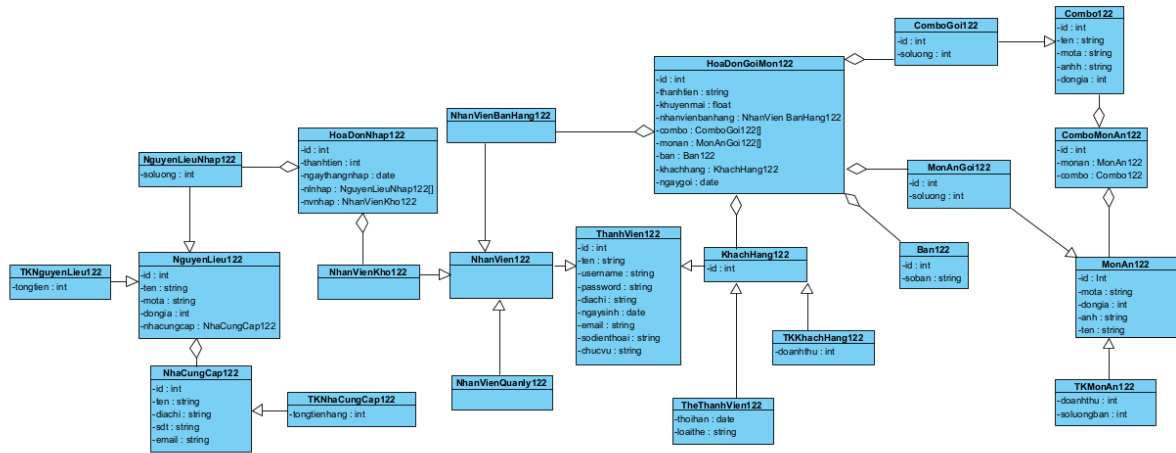 Combo122
-id : int
-ten : string
-mota : string
-anhh : string
-dongia : int
ComboGoi122
-id : int
-soluong : int
HoaDonGoiMon122
-id : int
-thanhtien : string
-khuyenmai : float
-nhanvienbanhang : NhanVien BanHang122
-combo : ComboGoi122[]
-monan : MonAnGoi122[]
-ban : Ban122
-khachhang : KhachHang122
-ngaygoi : date
NhanVienBanHang122
HoaDonNhap122
-id : int
-thanhtien : int
-ngaythangnhap : date
-nlnhap : NguyenLieuNhap122[]
-nvnhap : NhanVienKho122
NguyenLieuNhap122
-soluong : int
ComboMonAn122
-id : int
-monan : MonAn122
-combo : Combo122
MonAnGoi122
-id : int
-soluong : int
ThanhVien122
-id : int
-ten : string
-username : string
-password : string
-diachi : string
-ngaysinh : date
-email : string
-sodienthoai : string
-chucvu : string
KhachHang122
-id : int
Ban122
-id : int
-soban : string
MonAn122
-id : Int
-mota : string
-dongia : int
-anh : string
-ten : string
NguyenLieu122
-id : int
-ten : string
-mota : string
-dongia : int
-nhacungcap : NhaCungCap122
TKNguyenLieu122
-tongtien : int
NhanVienKho122
NhanVien122
TKKhachHang122
-doanhthu : int
NhaCungCap122
-id : int
-ten : string
-diachi : string
-sdt : string
-email : string
TKNhaCungCap122
-tongtienhang : int
NhanVienQuanly122
TheThanhVien122
-thoihan : date
-loaithe : string
TKMonAn122
-doanhthu : int
-soluongban : int